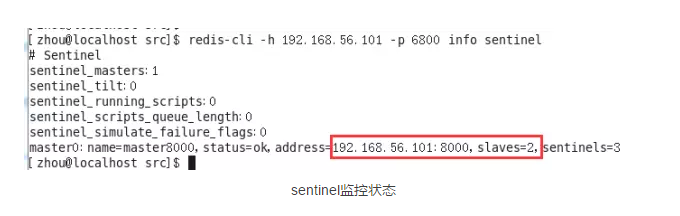 [zhou@localhost src]$ redis-cli -h 192.168.56.101 -p 6800 info sentinel
# Sentinel
sentinel_masters:1
sentinel_tilt:0
sentinel_running_scripts:0
sentinel_scripts_queue_length:0
sentinel_simulate_failure_flags:0
master0:name=master8000,status=ok,address=192.168.56.101:8000,slaves=2,sentinels=3
[zhou@localhost src]$
sentinel监控状态